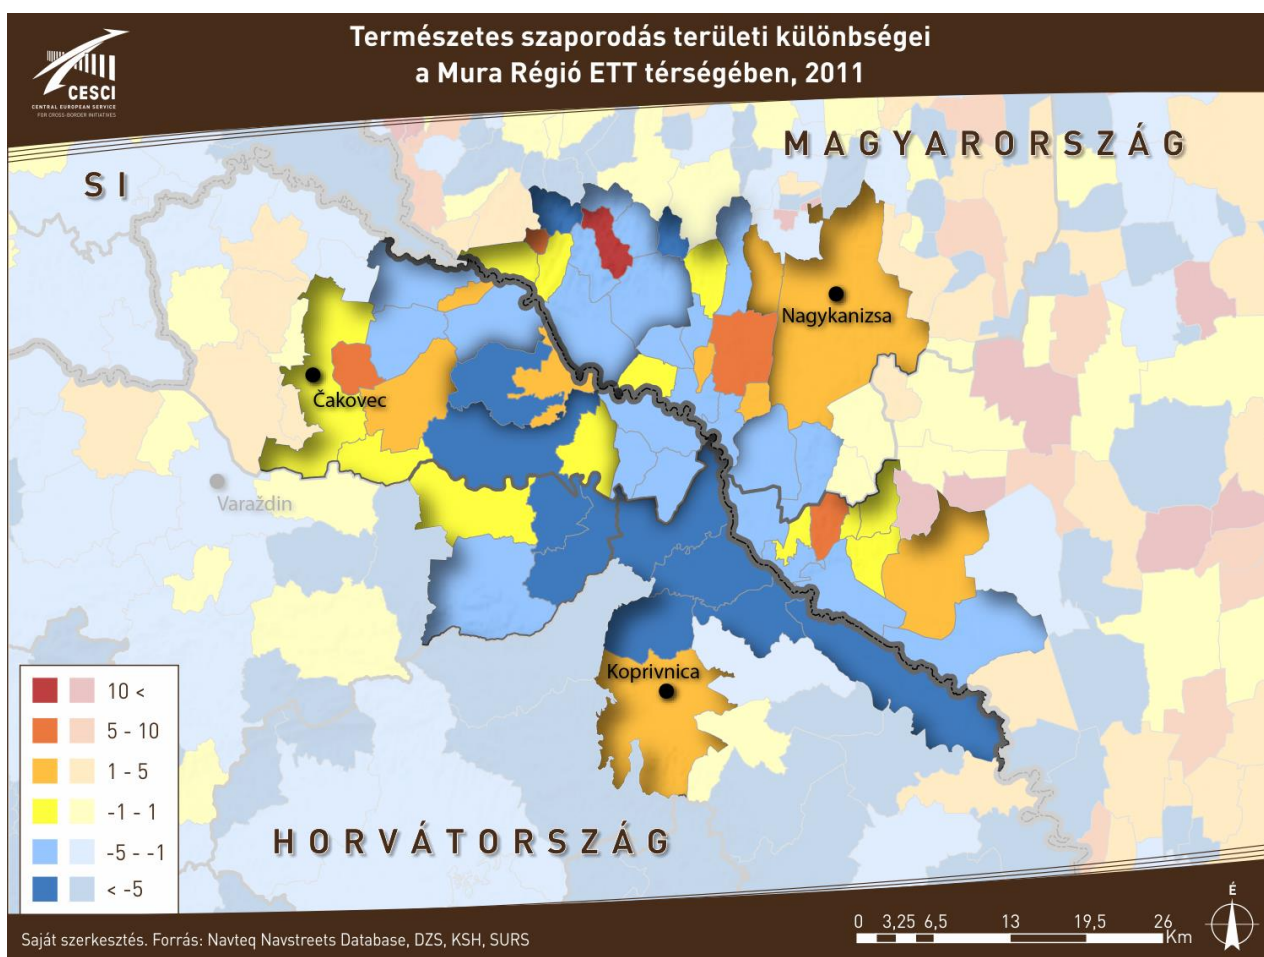 Természetes szaporodás területi különbségei
a Mura Régió ETT térségében, 2011
CESCI
CENTRAL EUROPEAN SERVICE
FOR CROSS-BORDER INITIATIVES
MAGYARORSZÁG
SI
Nagykanizsa
Čakovec
Varaždin
Koprivnica
10 <
5 - 10
1 - 5
-1 - 1
-5 - -1
< -5
HORVÁTORSZÁG
É
0 3,25 6,5 13 19,5 26
Km
Saját szerkesztés. Forrás: Navteq Navstreets Database, DZS, KSH, SURS